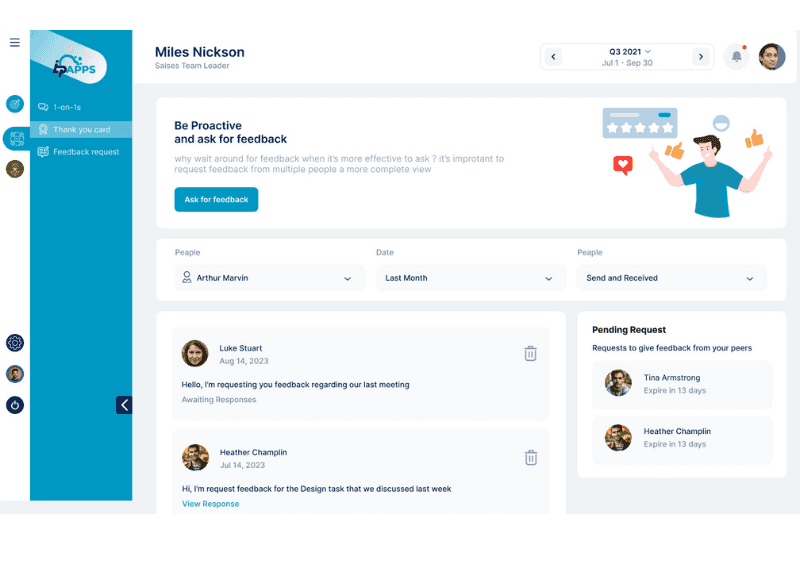 ipAPPS
1-on-1s
Thank you card
Feedback request
Miles Nickson
Salses Team Leader
Q3 2021
Jul 1 - Sep 30
Be Proactive
and ask for feedback
why wait around for feedback when it's more effective to ask ? it's improtant to
request feedback from multiple people a more complete view
Ask for feedback
Peaple
Date
Peaple
Arthur Marvin
Last Month
Send and Received
Luke Stuart
Aug 14, 2023
Hello, I'm requesting you feedback regarding our last meeting
Awaiting Responses
Heather Champlin
Jul 14, 2023
Hi, I'm request feedback for the Design task that we discussed last week
View Response
Pending Request
Requests to give feedback from your peers
Tina Armstrong
Expire in 13 days
Heather Champlin
Expire in 13 days